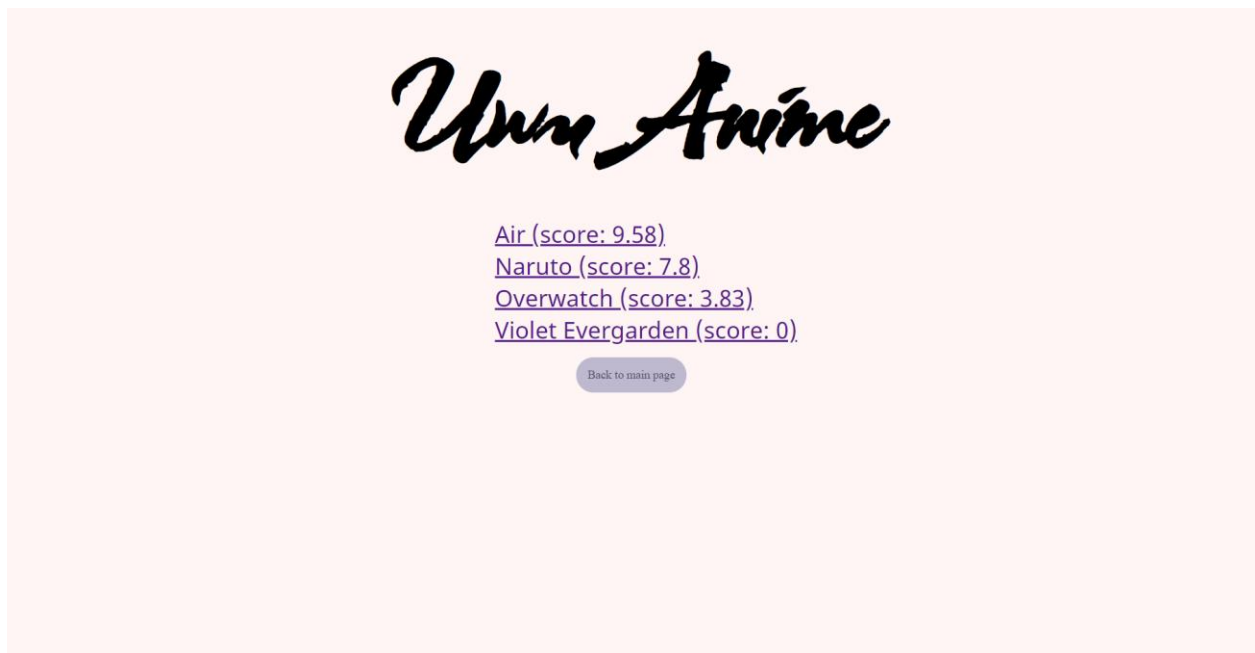 Uwu Anime
Air (score: 9.58)
Naruto (score: 7.8)
Overwatch (score: 3.83)
Violet Evergarden (score: 0)
Back to main page